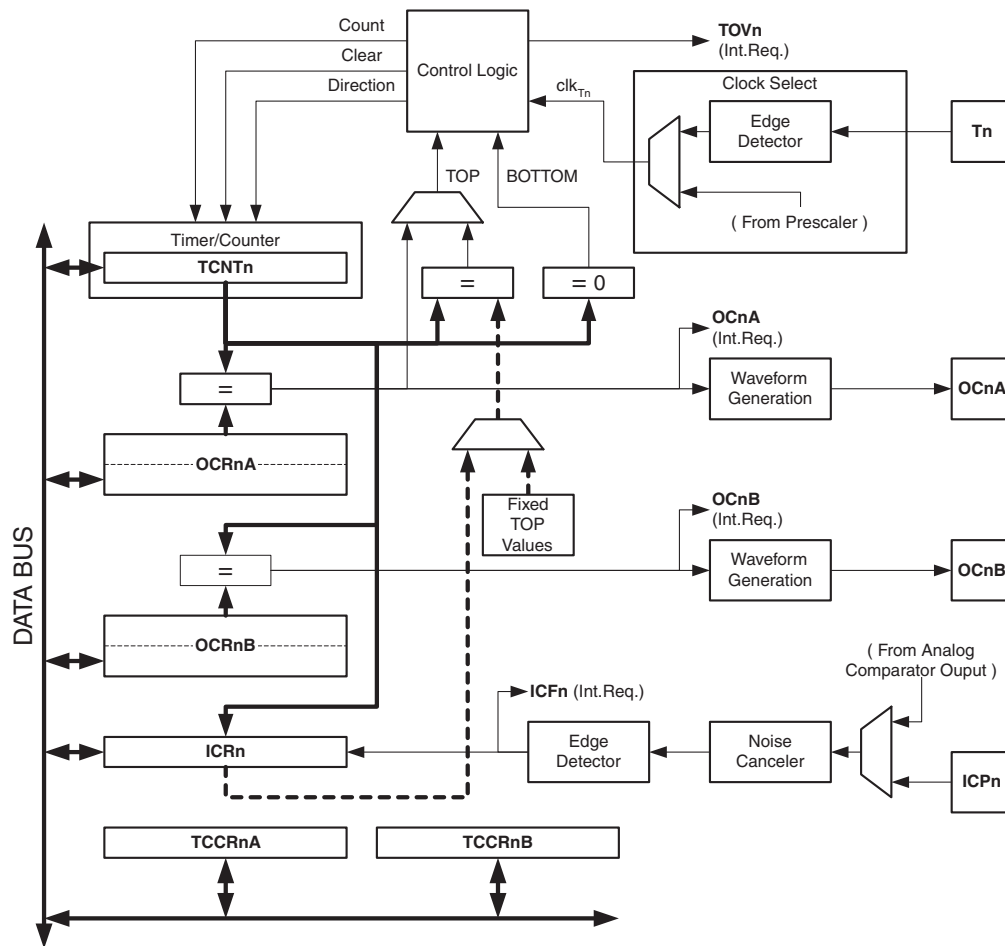 Count
Clear
Direction
Control Logic
TOVn
(Int.Req.)
clkTn
Clock Select
Edge
Detector
Tn
( From Prescaler )
TOP
BOTTOM
Timer/Counter
TCNTn
=
= 0
OCnA
(Int.Req.)
=
Waveform
Generation
OCnA
OCRnA
Fixed
TOP
Values
OCnB
(Int.Req.)
=
Waveform
Generation
OCnB
OCRnB
DATA BUS
( From Analog
Comparator Ouput )
ICFn (Int.Req.)
ICRn
Edge
Detector
Noise
Canceler
ICPn
TCCRnA
TCCRnB